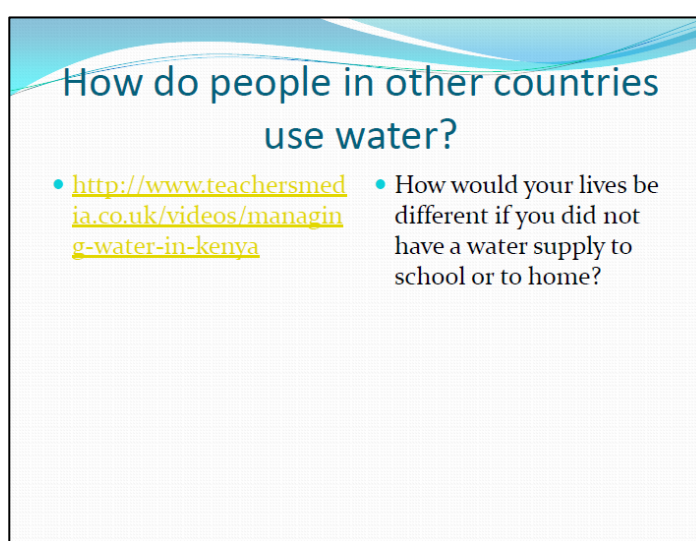 How do people in other countries
use water?
http://www.teachersmed
ia.co.uk/videos/managin
g-water-in-kenya
How would your lives be
different if you did not
have a water supply to
school or to home?